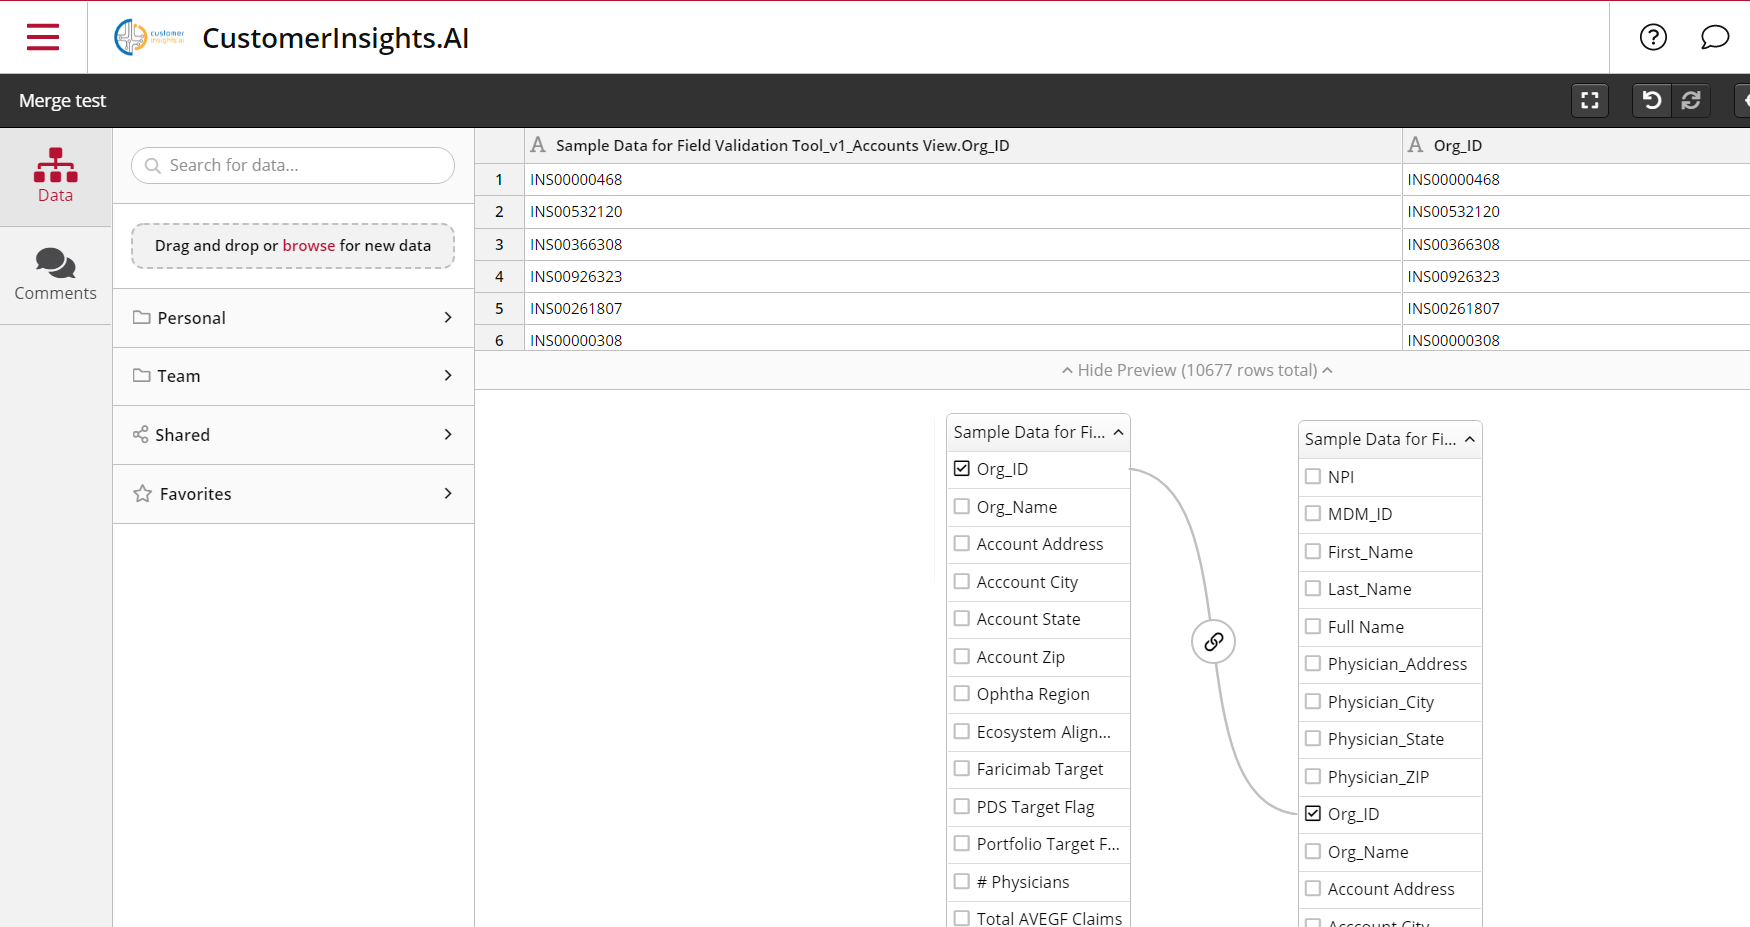 customer
insights.ai
CustomerInsights.AI
Merge test
Data
Comments
Search for data...
Drag and drop or browse for new data
Personal
Team
Shared
Favorites
A Sample Data for Field Validation Tool_v1_Accounts View.Org_ID A Org_ID
1 INS00000468 INS00000468
2 INS00532120 INS00532120
3 INS00366308 INS00366308
4 INS00926323 INS00926323
5 INS00261807 INS00261807
6 INS00000308 INS00000308
Hide Preview (10677 rows total)
Sample Data for Fi...
Org_ID
Org_Name
Account Address
Acccount City
Account State
Account Zip
Ophtha Region
Ecosystem Align...
Faricimab Target
PDS Target Flag
Portfolio Target F...
# Physicians
Total AVEGF Claims
Sample Data for Fi...
NPI
MDM_ID
First_Name
Last_Name
Full Name
Physician_Address
Physician_City
Physician_State
Physician_ZIP
Org_ID
Org_Name
Account Address
Acccount City